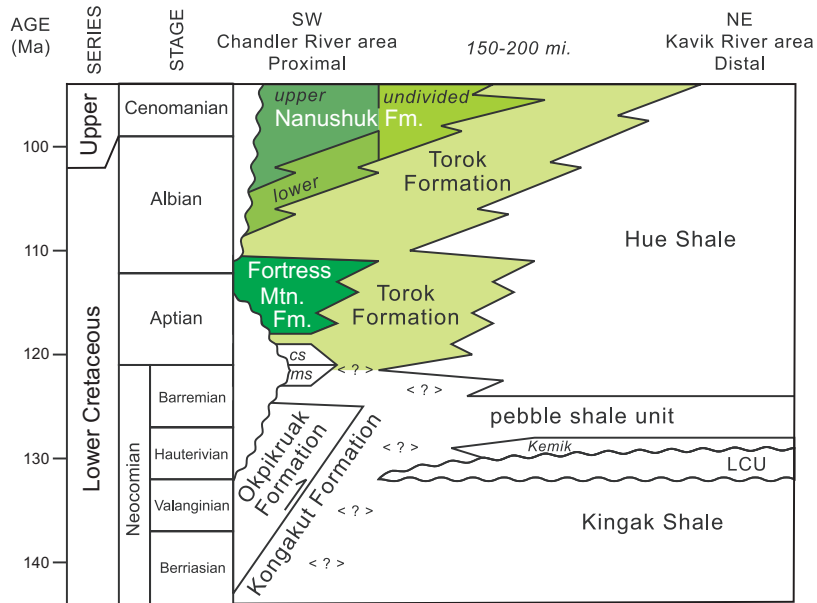 AGE
(Ma)
SERIES
STAGE
SW
Chandler River area
Proximal
150-200 mi.
NE
Kavik River area
Distal
100
110
120
130
140
Upper
Lower Cretaceous
Neocomian
Cenomanian
Albian
Aptian
Barremian
Hauterivian
Valanginian
Berriasian
upper
undivided
Nanushuk Fm.
lower
Torok
Formation
Hue Shale
Fortress
Mtn.
Fm.
Torok
Formation
cs
ms
< ? >
< ? >
pebble shale unit
Okpikruak
Formation
Kongakut Formation
< ? >
Kemik
LCU
< ? >
Kingak Shale
< ? >